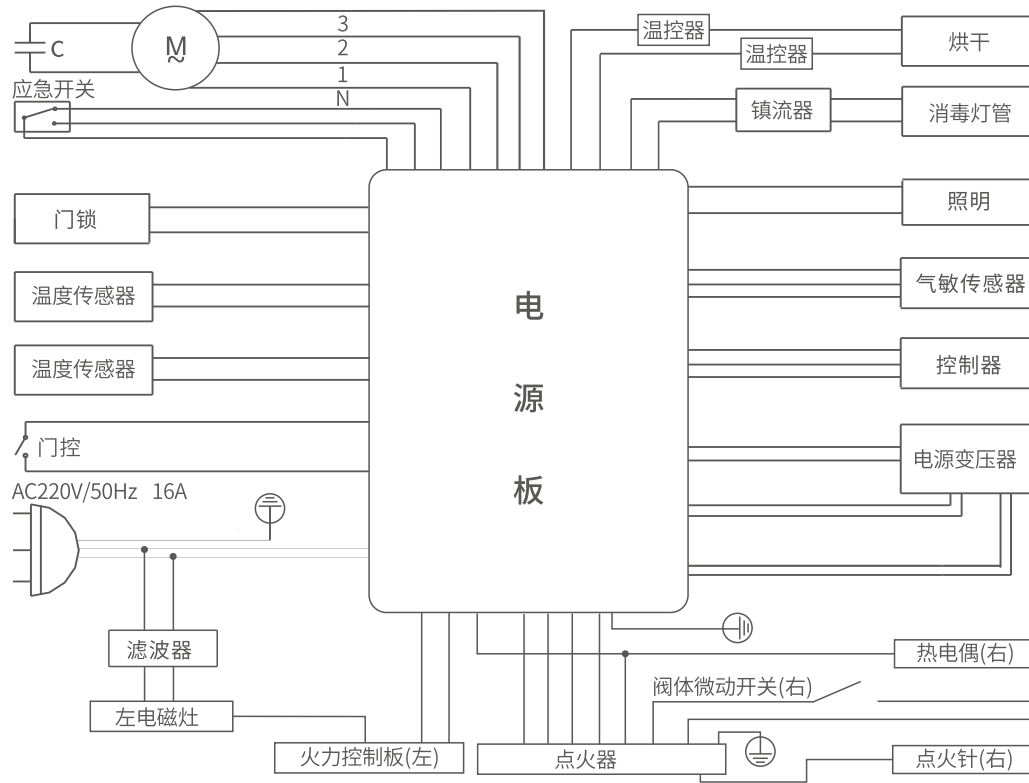 3
2
1
N
M
~
C
应急开关
温控器
烘干
温控器
镇流器
消毒灯管
门锁
照明
温度传感器
气敏传感器
电
源
板
温度传感器
控制器
门控
电源变压器
AC220V/50Hz 16A
滤波器
左电磁灶
火力控制板(左)
点火器
热电偶(右)
阀体微动开关(右)
点火针(右)